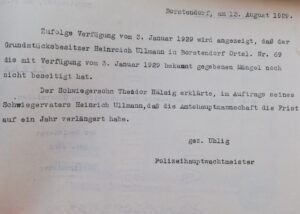 Borstendorf, am 13. August 1929.
Zufolge Verfügung vom 3. Januar 1929 wird angezeigt, daß der
Grundstücksbesitzer Heinreich Ullmann in Borstendorf Ortsl. Nr. 69
die mit Verfügung vom 3. Januar 1929 bekannt gegebenen Mängel noch
nicht beseitigt hat.
Der Schwiegersohn Theodor Hälsig erklärte, in Auftrage seines
Schwiegervaters Heinrich Ullmann, daß die Amtshauptmannschaft die Frist
auf ein Jahr verlängert habe.
gez. Uhlig
Polizeihauptwachtmeister